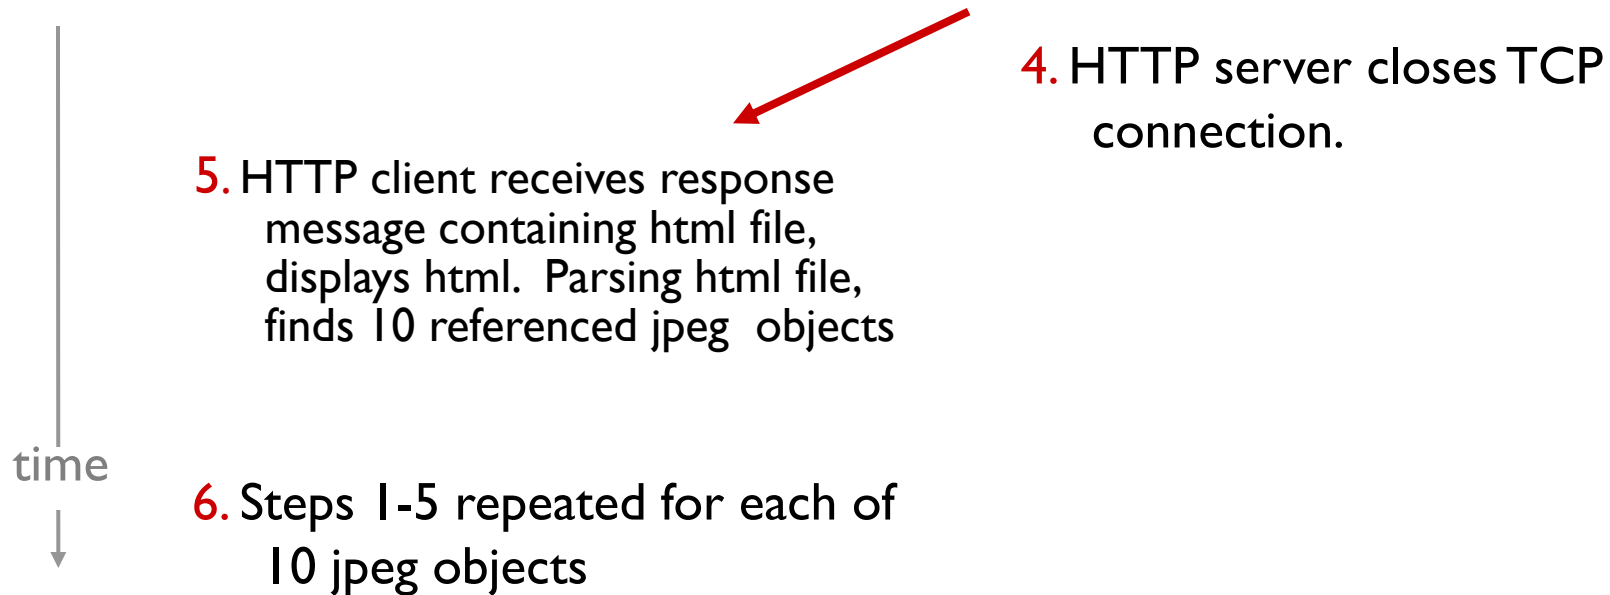 4. HTTP server closes TCP
connection.
5. HTTP client receives response
message containing html file,
displays html.  Parsing html file,
finds 10 referenced jpeg  objects
time
6. Steps 1-5 repeated for each of
10 jpeg objects